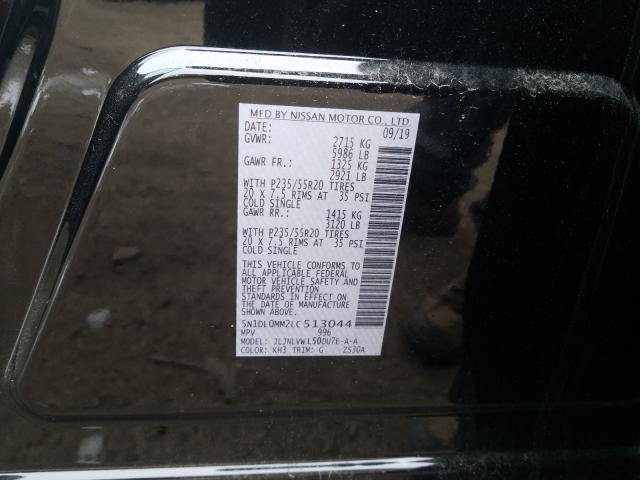 MFD BY NISSAN MOTOR CO., LTD.
DATE: 09/19
GVWR: 2715 KG
5986 LB
GAWR FR.: 1325 KG
2921 LB
WITH P235/55R20 TIRES
20 X 7.5 RIMS AT 35 PSI
COLD SINGLE
GAWR RR.: 1415 KG
3120 LB
WITH P235/55R20 TIRES
20 X 7.5 RIMS AT 35 PSI
COLD SINGLE
THIS VEHICLE CONFORMS TO
ALL APPLICABLE FEDERAL
MOTOR VEHICLE SAFETY AND
THEFT PREVENTION
STANDARDS IN EFFECT ON
THE DATE OF MANUFACTURE
SHOWN ABOVE.
5N1DL0MM2LC513044
MPV 996
MODEL: JLJNLVWL50DU7E-A-A
COLOR: KH3 TRIM: G Z530A